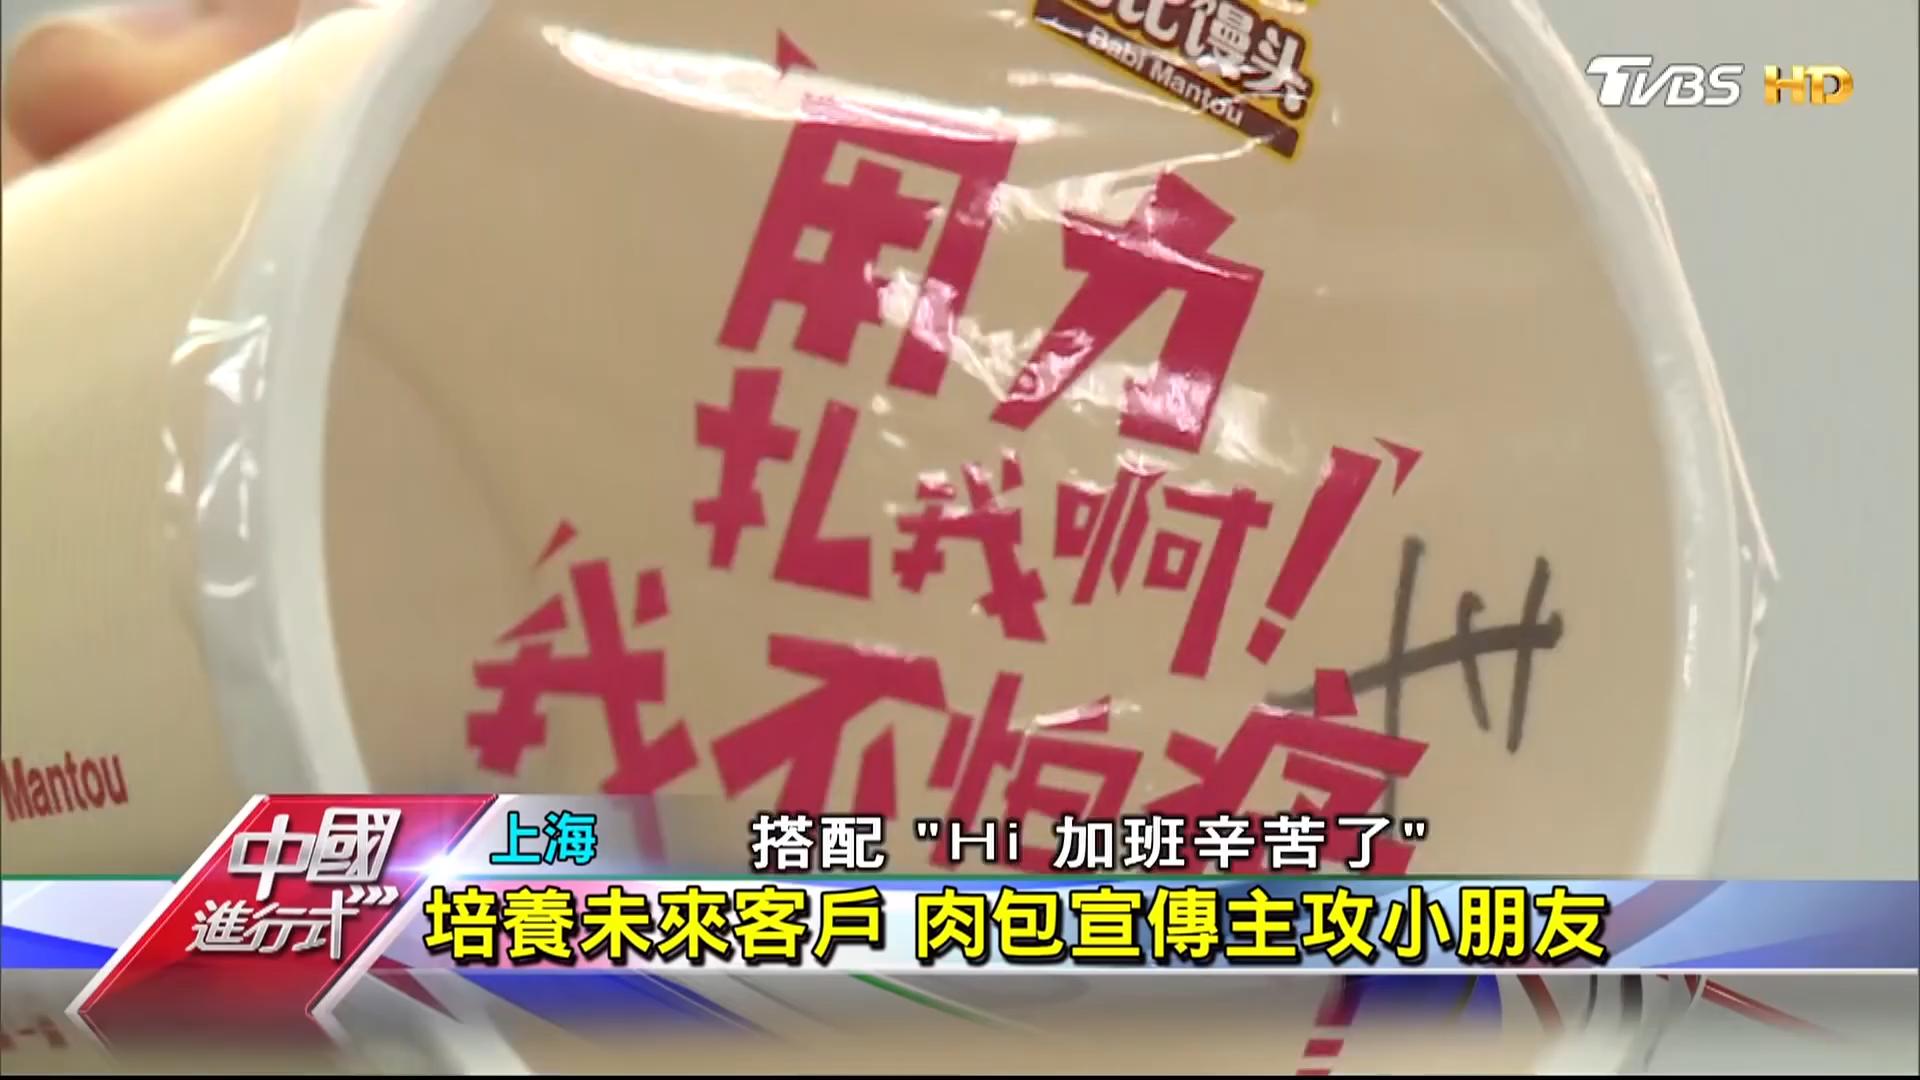 巴比馒头
Babi Mantou
TVBS HD
用力
扎我啊!
我不怕疼
甘
Mantou
上海
搭配 "Hi 加班辛苦了"
中國進行式
培養未來客戶 肉包宣傳主攻小朋友